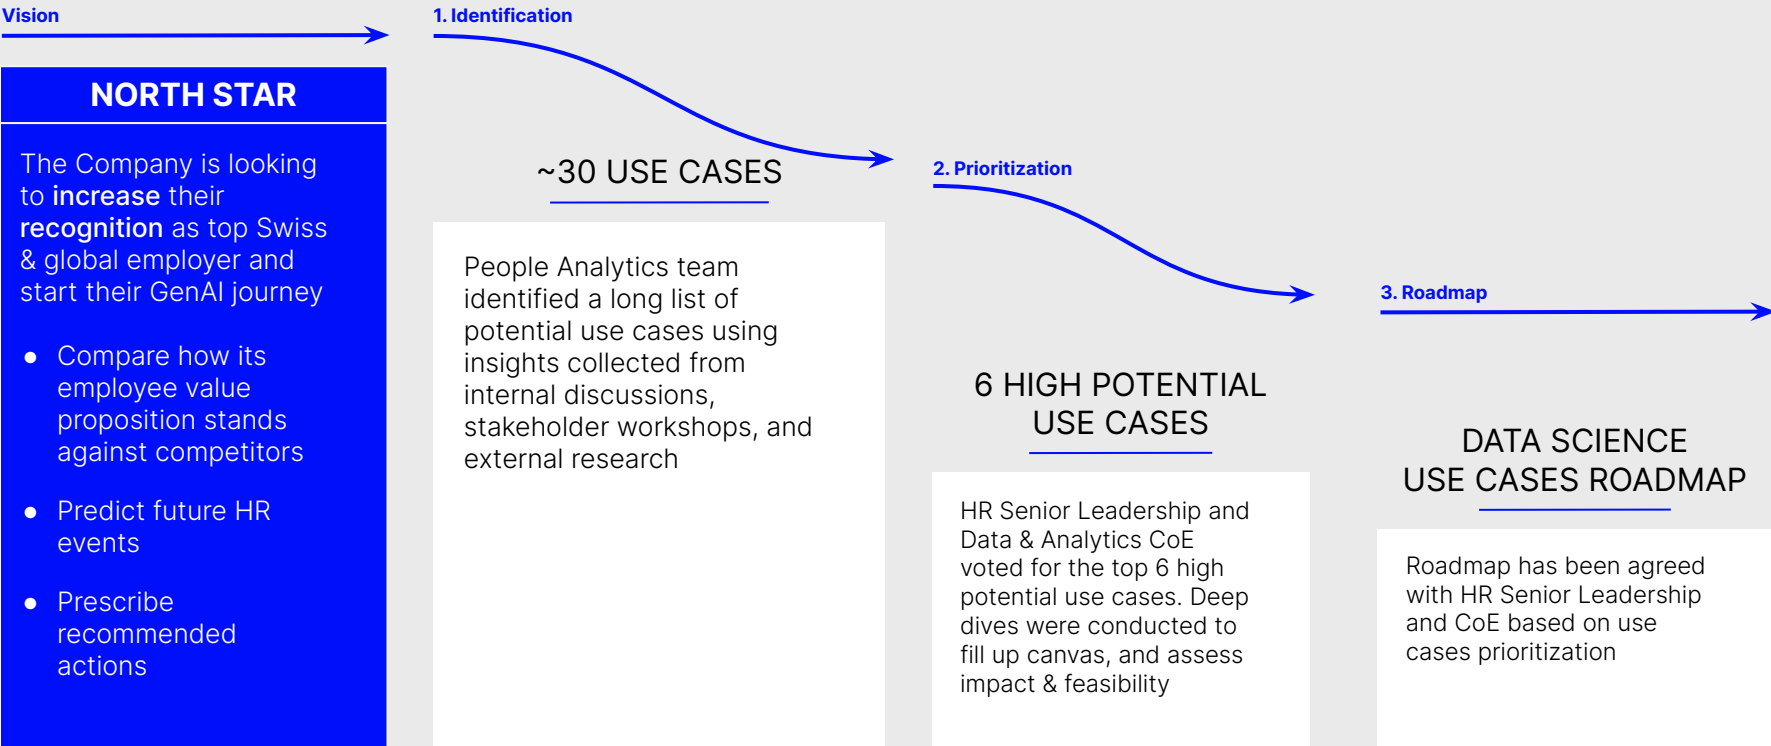 Vision
NORTH STAR
The Company is looking
to increase their
recognition as top Swiss
& global employer and
start their GenAI journey
● Compare how its
employee value
proposition stands
against competitors
● Predict future HR
events
● Prescribe
recommended
actions
1. Identification
~30 USE CASES
People Analytics team
identified a long list of
potential use cases using
insights collected from
internal discussions,
stakeholder workshops, and
external research
2. Prioritization
6 HIGH POTENTIAL
USE CASES
HR Senior Leadership and
Data & Analytics CoE
voted for the top 6 high
potential use cases. Deep
dives were conducted to
fill up canvas, and assess
impact & feasibility
3. Roadmap
DATA SCIENCE
USE CASES ROADMAP
Roadmap has been agreed
with HR Senior Leadership
and CoE based on use
cases prioritization